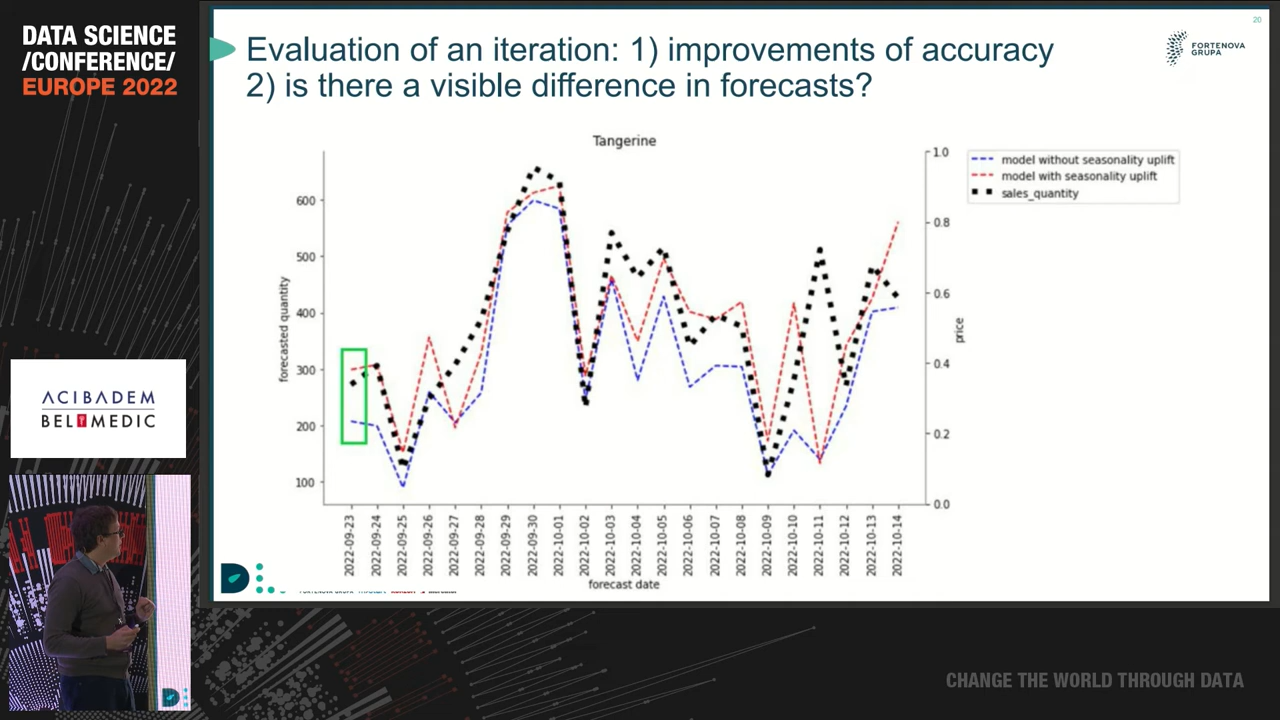 DATA SCIENCE
/CONFERENCE/
EUROPE 2022
20
Evaluation of an iteration: 1) improvements of accuracy
2) is there a visible difference in forecasts?
FORTENOVA
GRUPA
Tangerine
model without seasonality uplift
model with seasonality uplift
sales_quantity
forecasted quantity
600
500
400
300
200
100
1.0
0.8
0.6
0.4
0.2
0.0
price
2022-09-23
2022-09-24
2022-09-25
2022-09-26
2022-09-27
2022-09-28
2022-09-29
2022-09-30
2022-10-01
2022-10-02
2022-10-03
2022-10-04
2022-10-05
2022-10-06
2022-10-07
2022-10-08
2022-10-09
2022-10-10
2022-10-11
2022-10-12
2022-10-13
2022-10-14
forecast date
ACIBADEM
BELMEDIC
CHANGE THE WORLD THROUGH DATA